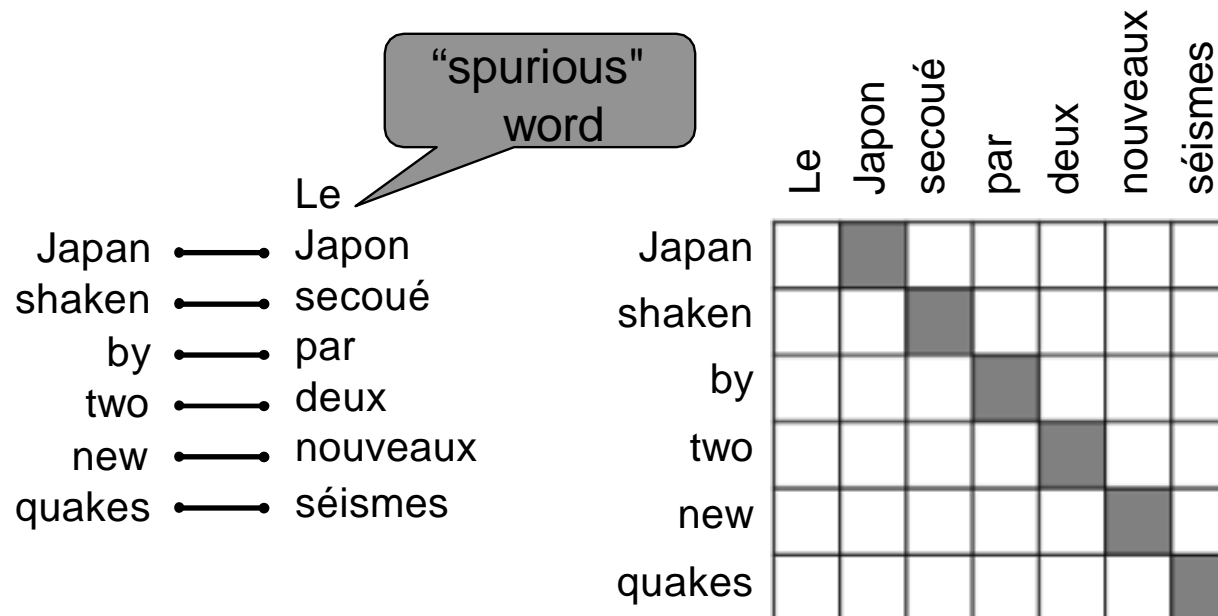 “spurious"
word
Le
Japan Japon
shaken secoué
by par
two deux
new nouveaux
quakes séismes
Le Japon secoué par deux nouveaux séismes
Japan
shaken
by
two
new
quakes